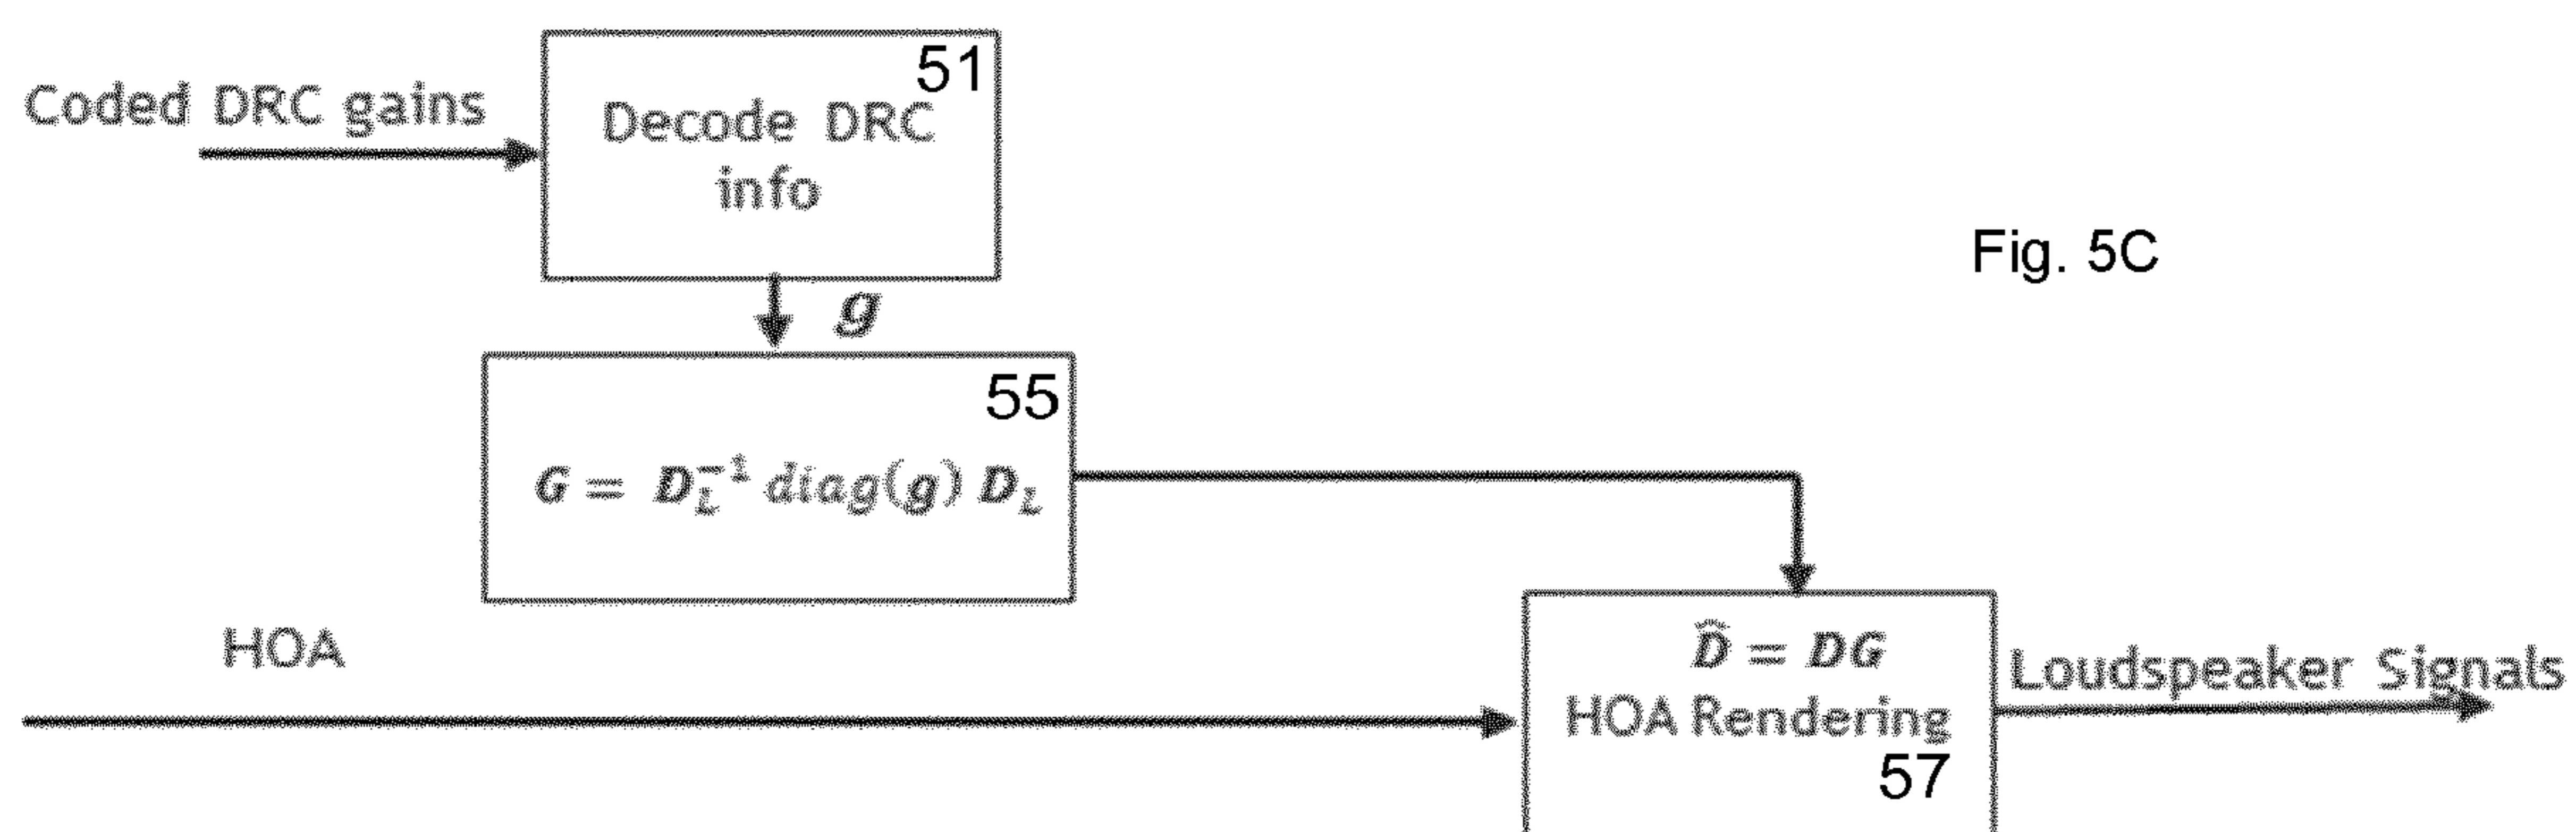 51
Coded DRC gains
Decode DRC
info
Fig. 5C
g
55
G = D_L^{-1} diag(g) D_L
HOA
D̂ = DG
HOA Rendering
57
Loudspeaker Signals